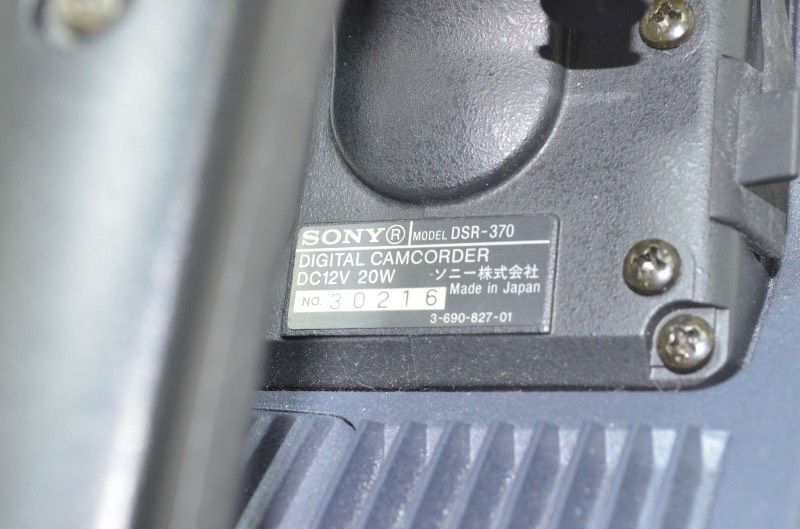 SONY® MODEL DSR-370
DIGITAL CAMCORDER
DC12V 20W ソニー株式会社
NO. 30216 Made in Japan
3-690-827-01